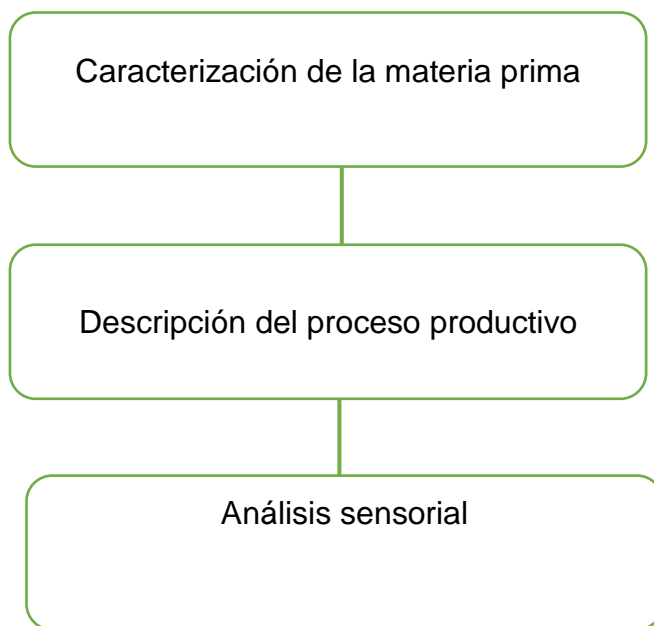 Caracterización de la materia prima
Descripción del proceso productivo
Análisis sensorial